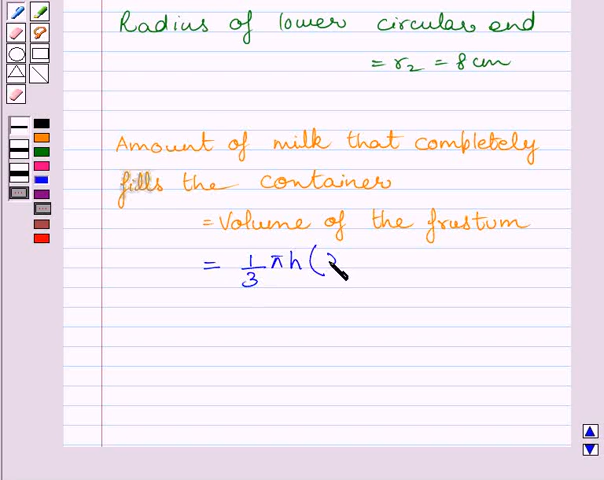 Radius of lower circular end
= r₂ = 8 cm
Amount of milk that completely
fills the container
= Volume of the frustum
= 1/3 πh (